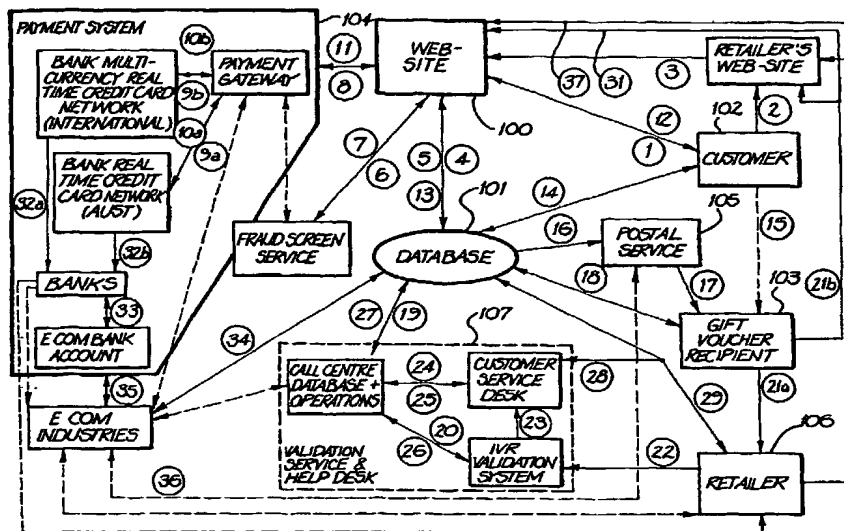 PAYMENT SYSTEM
104
10b
11
8
BANK MULTI-
CURRENCY REAL
TIME CREDIT CARD
NETWORK
(INTERNATIONAL)
9b
PAYMENT
GATEWAY
10a
9a
BANK REAL
TIME CREDIT
CARD NETWORK
(AUST)
32a
32b
BANKS
33
E COM BANK
ACCOUNT
35
E COM
INDUSTRIES
36
WEB-
SITE
100
37
31
3
RETAILER'S
WEB-SITE
2
102
CUSTOMER
12
1
7
6
5
4
13
101
14
FRAUD SCREEN
SERVICE
DATABASE
16
105
POSTAL
SERVICE
15
18
17
103
21b
GIFT
VOUCHER
RECIPIENT
21a
34
27
19
107
CALL CENTRE
DATABASE +
OPERATIONS
24
25
CUSTOMER
SERVICE
DESK
28
29
20
26
23
VALIDATION
SERVICE &
HELP DESK
IVR
VALIDATION
SYSTEM
22
106
RETAILER